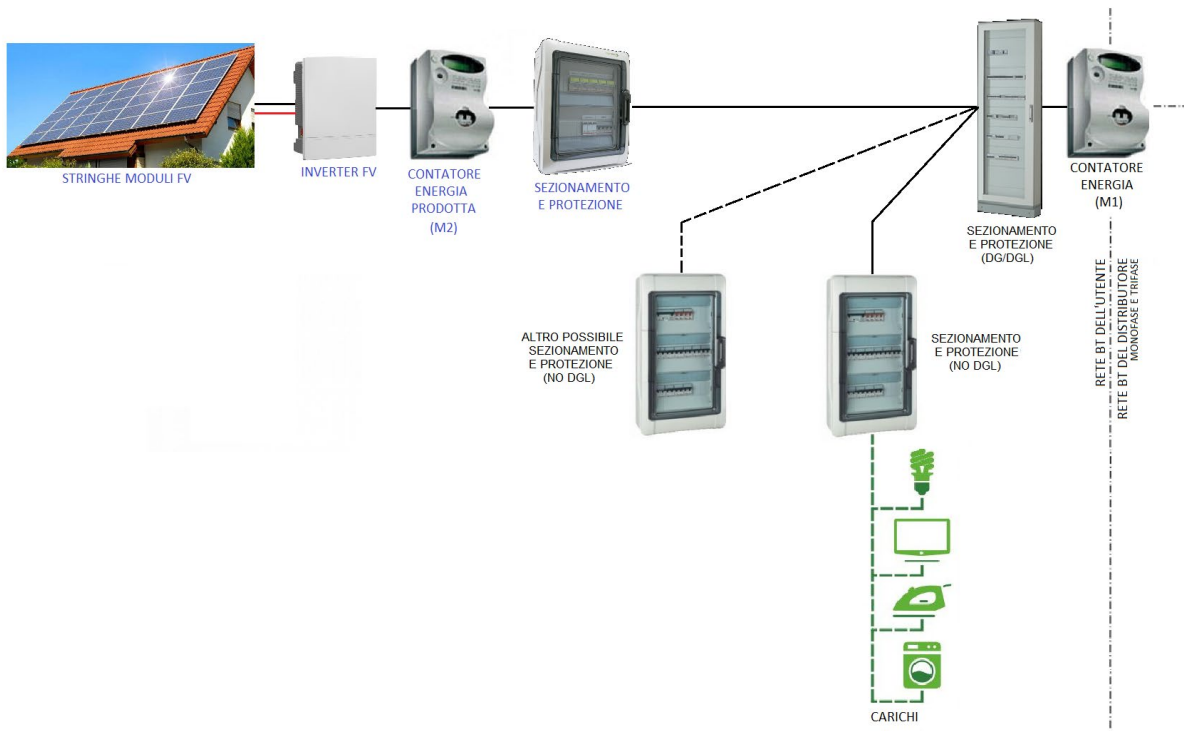 STRINGHE MODULI FV
INVERTER FV
CONTATORE
ENERGIA
PRODOTTA
(M2)
SEZIONAMENTO
E PROTEZIONE
CONTATORE
ENERGIA
(M1)
SEZIONAMENTO
E PROTEZIONE
(DG/DGL)
ALTRO POSSIBILE
SEZIONAMENTO
E PROTEZIONE
(NO DGL)
SEZIONAMENTO
E PROTEZIONE
(NO DGL)
RETE BT DELL'UTENTE
RETE BT DEL DISTRIBUTORE
MONOFASE E TRIFASE
CARICHI